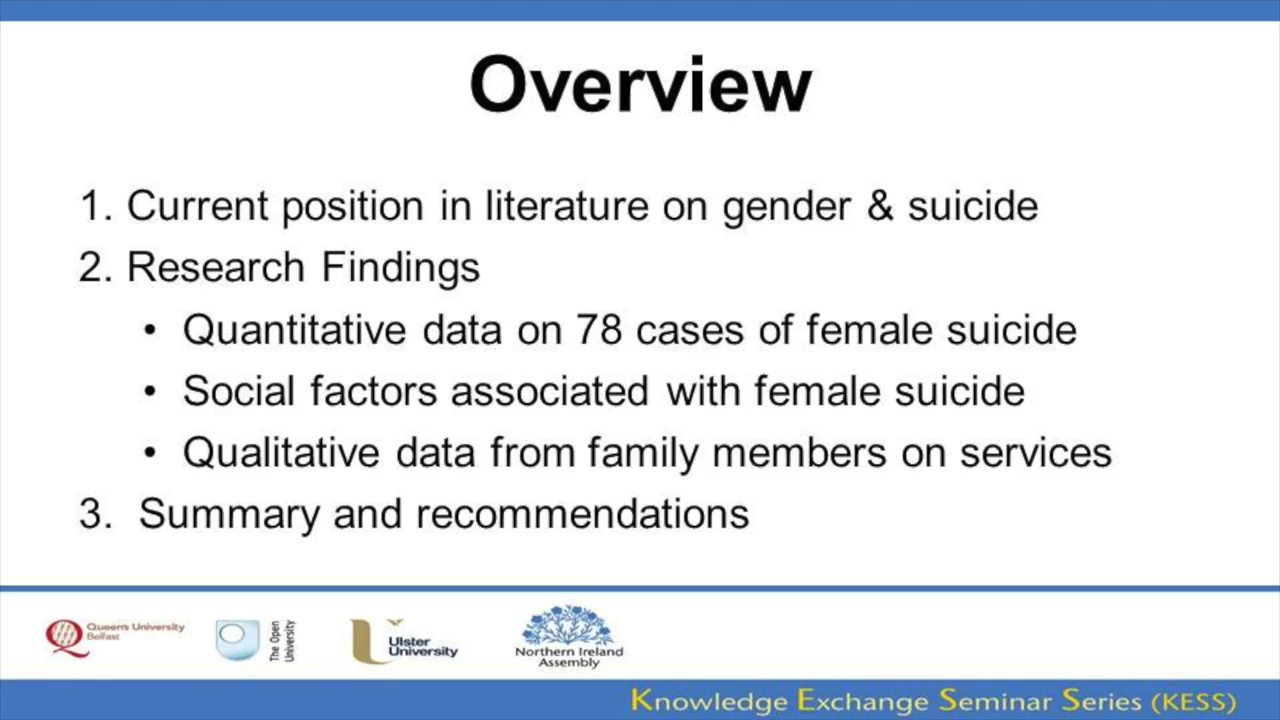 Overview
1. Current position in literature on gender & suicide
2. Research Findings
• Quantitative data on 78 cases of female suicide
• Social factors associated with female suicide
• Qualitative data from family members on services
3. Summary and recommendations
Queen's University
Belfast
The Open
University
Ulster
University
Northern Ireland
Assembly
Knowledge Exchange Seminar Series (KESS)